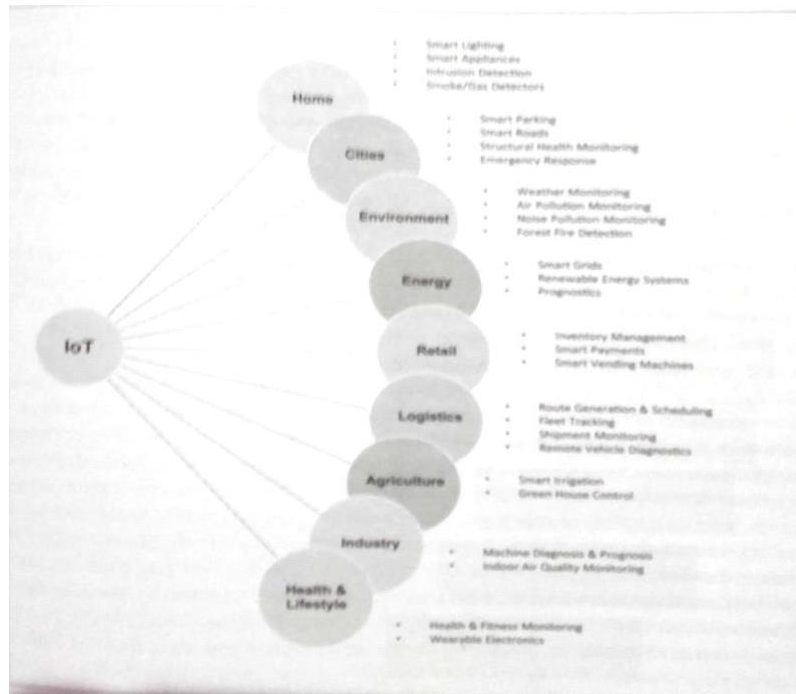 Smart Lighting
Smart Appliances
Intrusion Detection
Smoke/Gas Detectors
Home
Smart Parking
Smart Roads
Structural Health Monitoring
Emergency Response
Cities
Weather Monitoring
Air Pollution Monitoring
Noise Pollution Monitoring
Forest Fire Detection
Environment
Smart Grids
Renewable Energy Systems
Prognostics
Energy
IoT
Inventory Management
Smart Payments
Smart Vending Machines
Retail
Route Generation & Scheduling
Fleet Tracking
Shipment Monitoring
Remote Vehicle Diagnostics
Logistics
Smart Irrigation
Green House Control
Agriculture
Machine Diagnosis & Prognosis
Indoor Air Quality Monitoring
Industry
Health &
Lifestyle
Health & Fitness Monitoring
Wearable Electronics